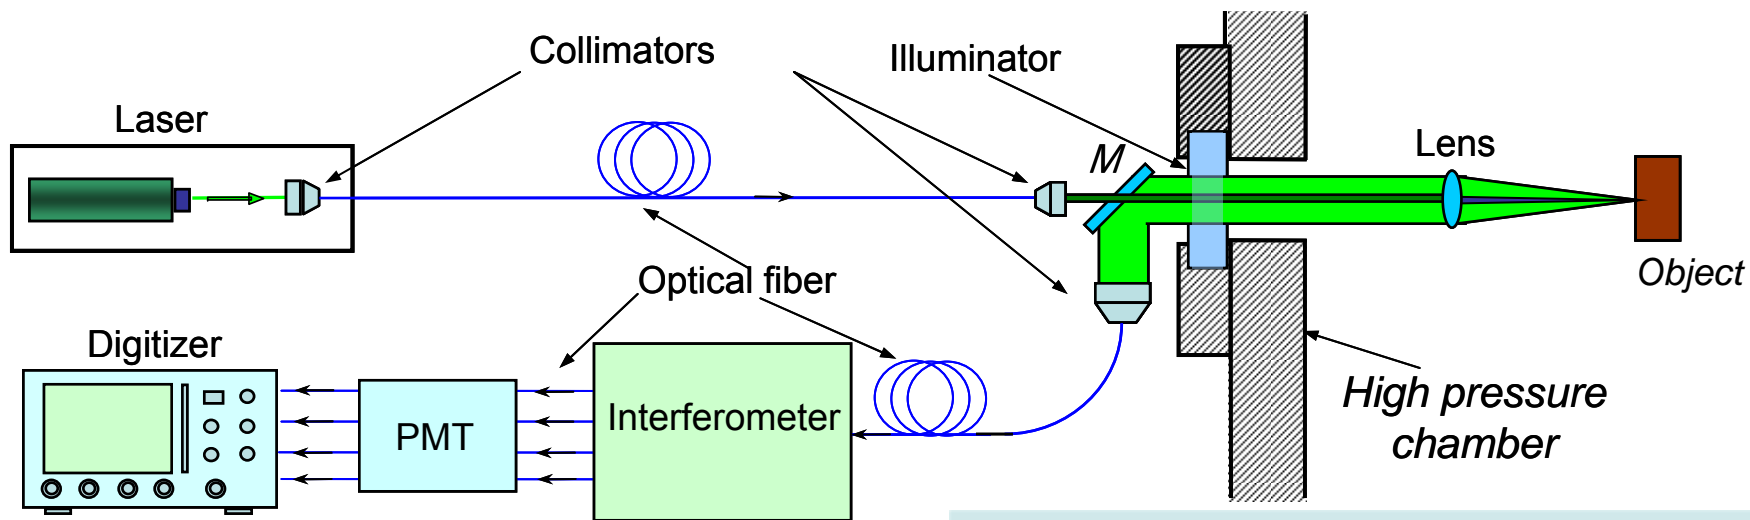 Collimators
Illuminator
Laser
M
Lens
Object
Optical fiber
Digitizer
Interferometer
PMT
High pressure
chamber